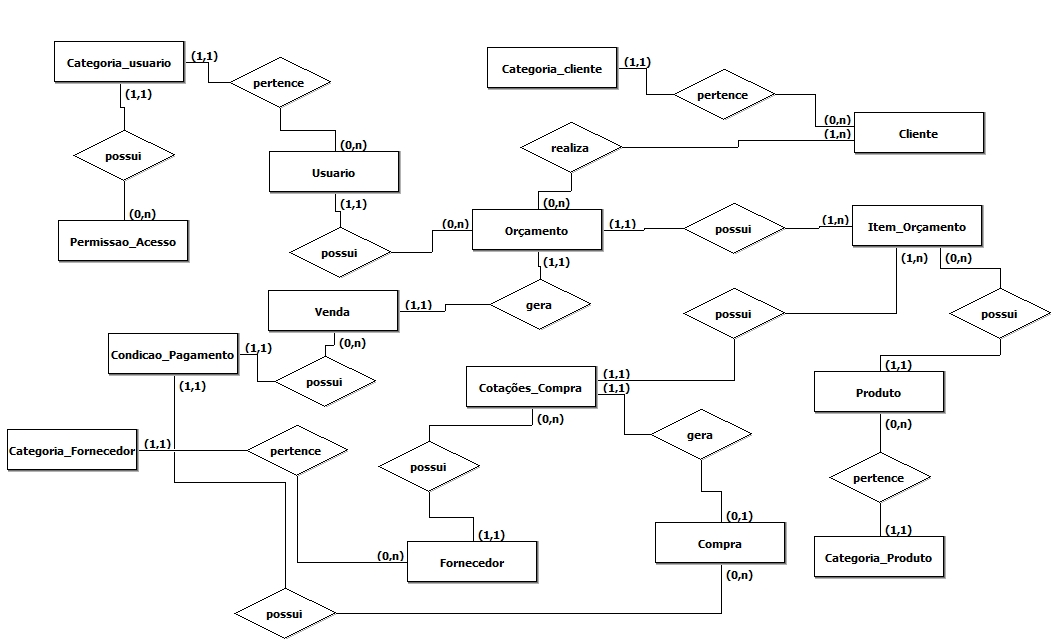 Categoria_usuario
(1,1)
pertence
(1,1)
possui
(0,n)
Permissao_Acesso
(0,n)
Usuario
(1,1)
possui
(0,n)
Categoria_cliente
(1,1)
pertence
(0,n)
(1,n)
Cliente
realiza
(0,n)
Orçamento
(1,1)
possui
(1,n)
Item_Orçamento
(1,n)
(0,n)
(1,1)
gera
(1,1)
Venda
(0,n)
possui
(1,1)
Condicao_Pagamento
(1,1)
possui
possui
(1,1)
Produto
(0,n)
pertence
(1,1)
Categoria_Produto
Cotações_Compra
(1,1)
(1,1)
(0,n)
gera
Categoria_Fornecedor
(1,1)
pertence
(0,n)
possui
(1,1)
Fornecedor
(0,1)
Compra
(0,n)
possui